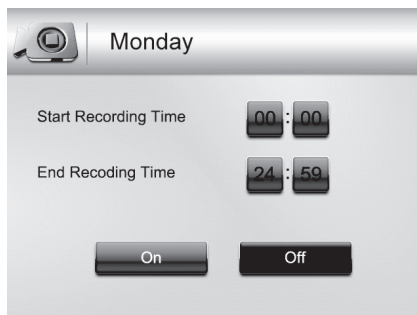 Monday
Start Recording Time 00 : 00
End Recoding Time 24 : 59
On Off